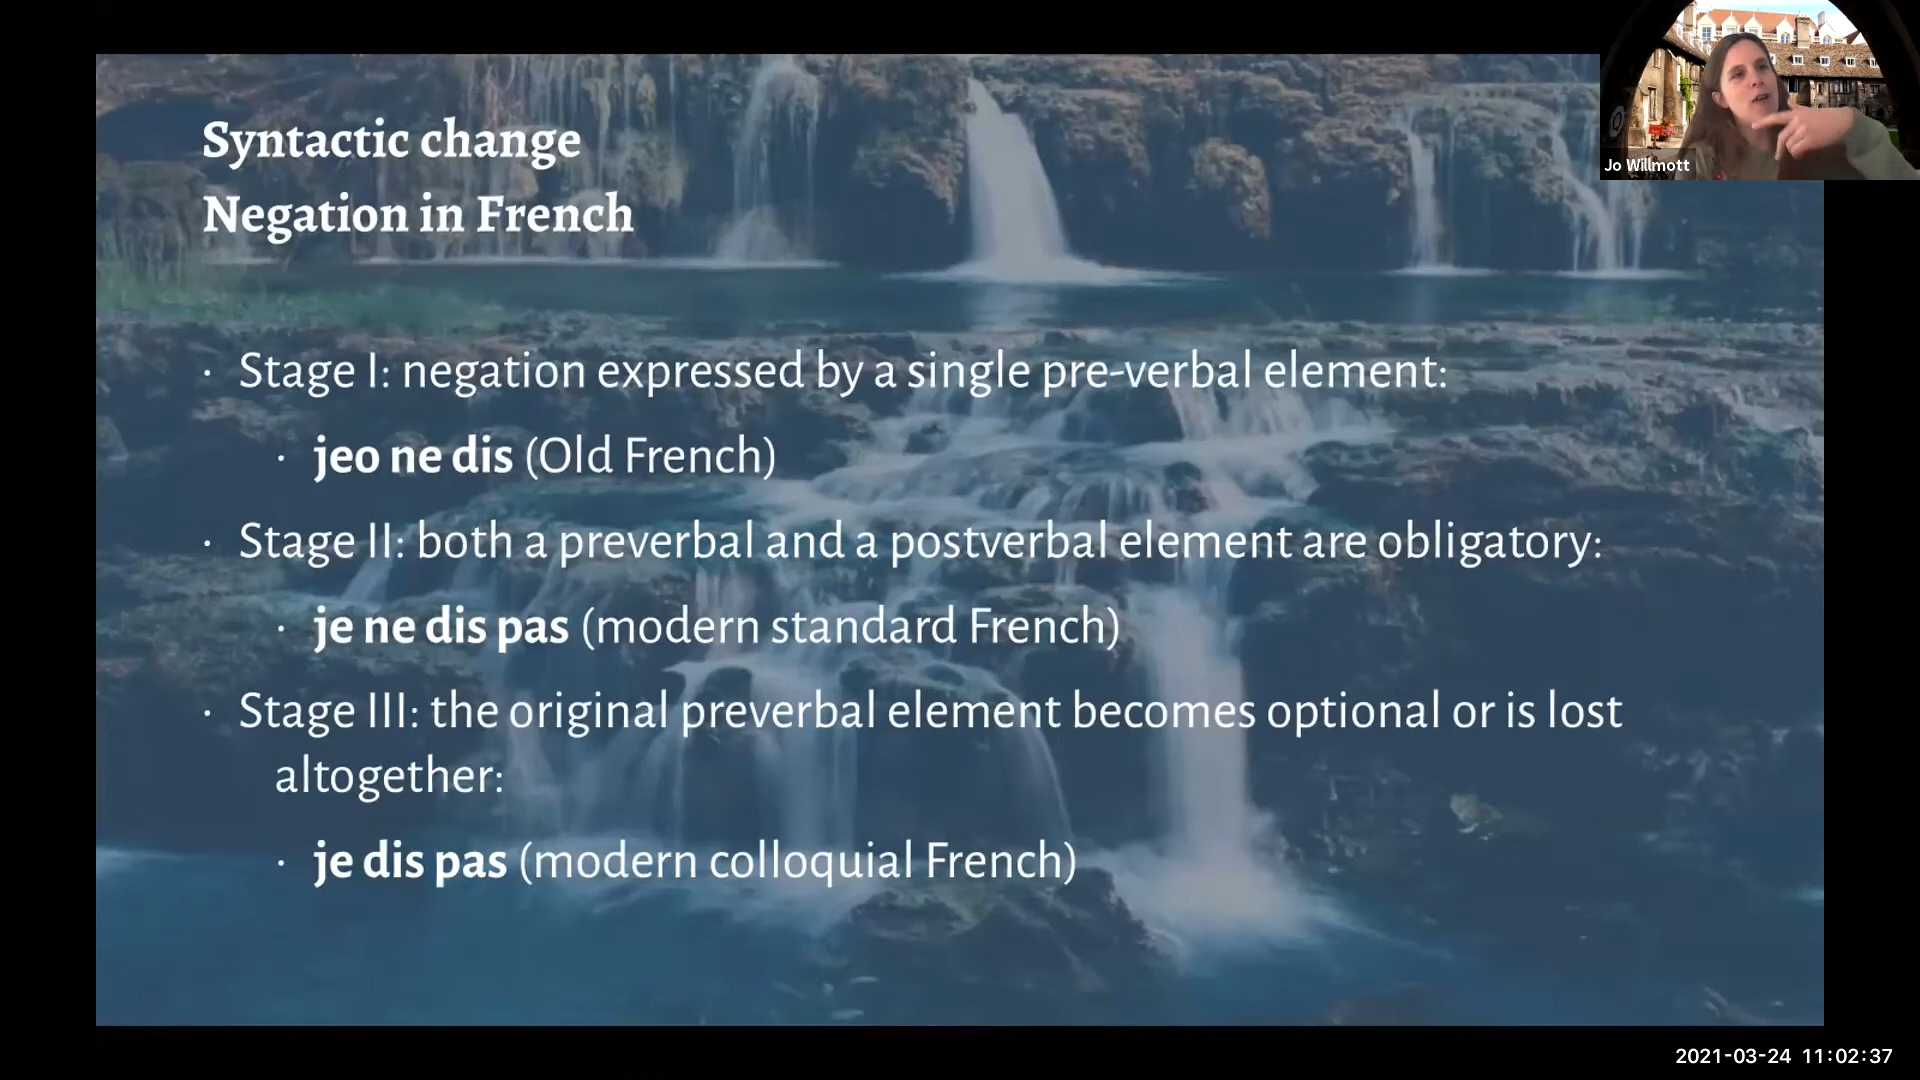 Syntactic change
Negation in French
· Stage I: negation expressed by a single pre-verbal element:
· jeo ne dis (Old French)
· Stage II: both a preverbal and a postverbal element are obligatory:
· je ne dis pas (modern standard French)
· Stage III: the original preverbal element becomes optional or is lost
altogether:
· je dis pas (modern colloquial French)
Jo Willmott
2021-03-24 11:02:37